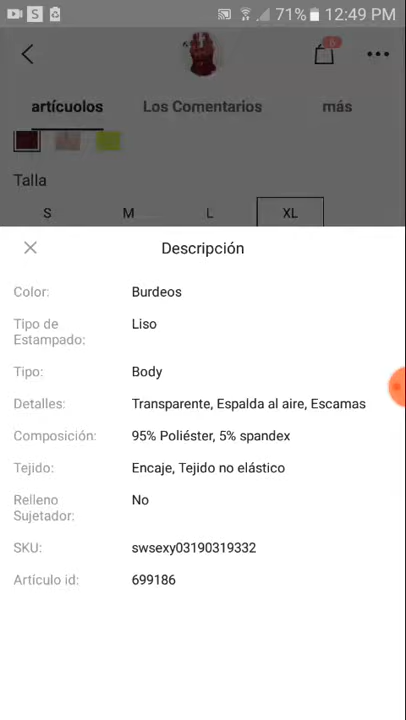 S 71% 12:49 PM
artícuolos Los Comentarios más
Talla
S M L XL
Descripción
Color: Burdeos
Tipo de Estampado: Liso
Tipo: Body
Detalles: Transparente, Espalda al aire, Escamas
Composición: 95% Poliéster, 5% spandex
Tejido: Encaje, Tejido no elástico
Relleno Sujetador: No
SKU: swsexy03190319332
Artículo id: 699186